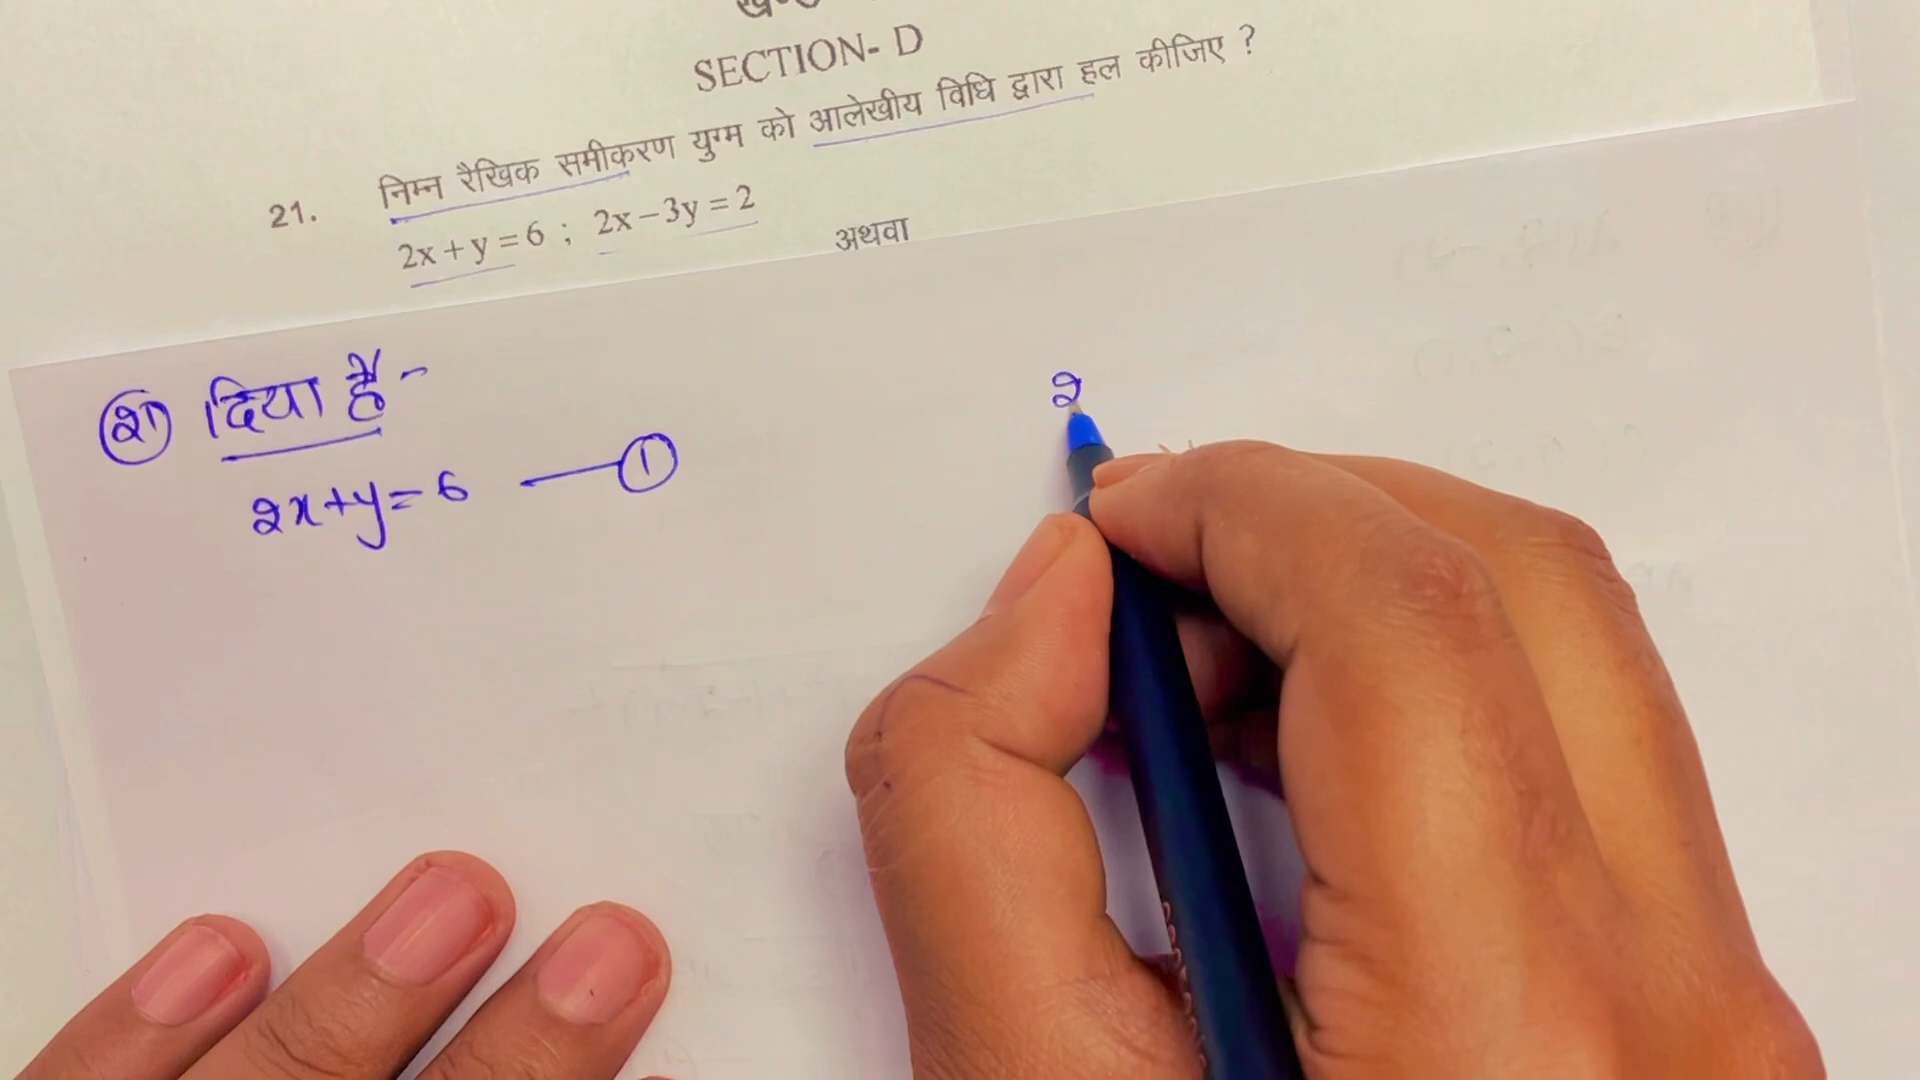 SECTION- D
21. निम्न रैखिक समीकरण युग्म को आलेखीय विधि द्वारा हल कीजिए ?
2x + y = 6 ; 2x – 3y = 2
अथवा
21 दिया है -
2x+y= 6 — 1
2